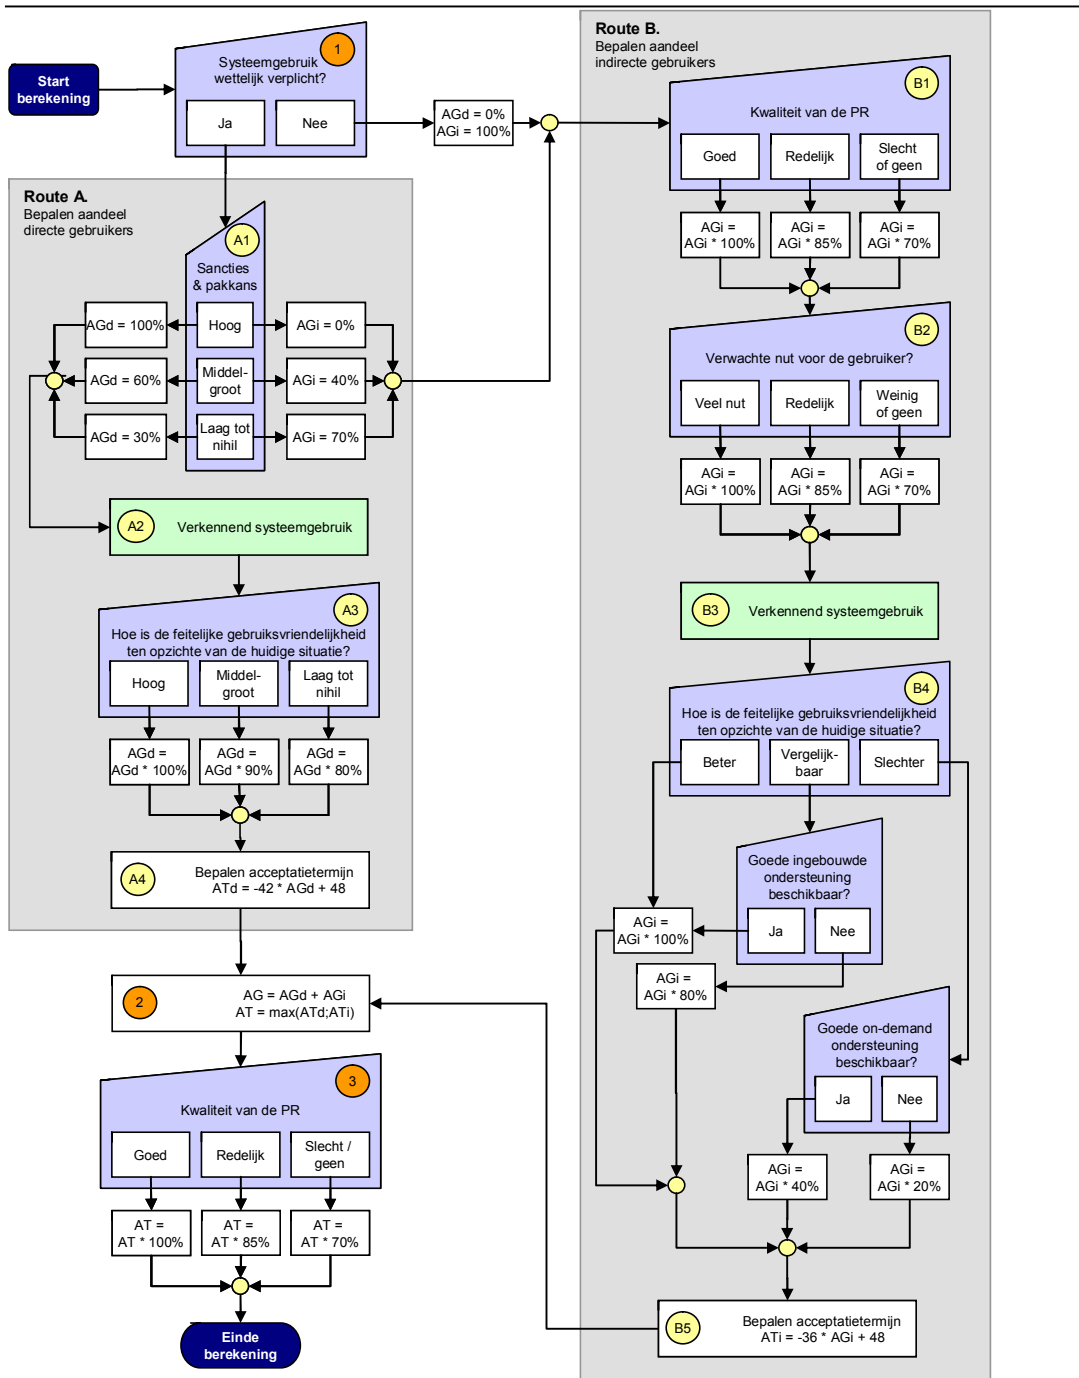 Start
berekening
1
Systeemgebruik
wettelijk verplicht?
Ja
Nee
AGd = 0%
AGi = 100%
Route A.
Bepalen aandeel
directe gebruikers
A1
Sancties
& pakkans
AGd = 100%
Hoog
AGi = 0%
AGd = 60%
Middel-
groot
AGi = 40%
AGd = 30%
Laag tot
nihil
AGi = 70%
A2
Verkennend systeemgebruik
A3
Hoe is de feitelijke gebruiksvriendelijkheid
ten opzichte van de huidige situatie?
Hoog
Middel-
groot
Laag tot
nihil
AGd =
AGd * 100%
AGd =
AGd * 90%
AGd =
AGd * 80%
A4
Bepalen acceptatietermijn
ATd = -42 * AGd + 48
2
AG = AGd + AGi
AT = max(ATd;ATi)
3
Kwaliteit van de PR
Goed
Redelijk
Slecht /
geen
AT =
AT * 100%
AT =
AT * 85%
AT =
AT * 70%
Einde
berekening
Route B.
Bepalen aandeel
indirecte gebruikers
B1
Kwaliteit van de PR
Goed
Redelijk
Slecht
of geen
AGi =
AGi * 100%
AGi =
AGi * 85%
AGi =
AGi * 70%
B2
Verwachte nut voor de gebruiker?
Veel nut
Redelijk
Weinig
of geen
AGi =
AGi * 100%
AGi =
AGi * 85%
AGi =
AGi * 70%
B3
Verkennend systeemgebruik
B4
Hoe is de feitelijke gebruiksvriendelijkheid
ten opzichte van de huidige situatie?
Beter
Vergelijk-
baar
Slechter
Goede ingebouwde
ondersteuning
beschikbaar?
Ja
Nee
AGi =
AGi * 100%
AGi =
AGi * 80%
Goede on-demand
ondersteuning
beschikbaar?
Ja
Nee
AGi =
AGi * 40%
AGi =
AGi * 20%
B5
Bepalen acceptatietermijn
ATi = -36 * AGi + 48